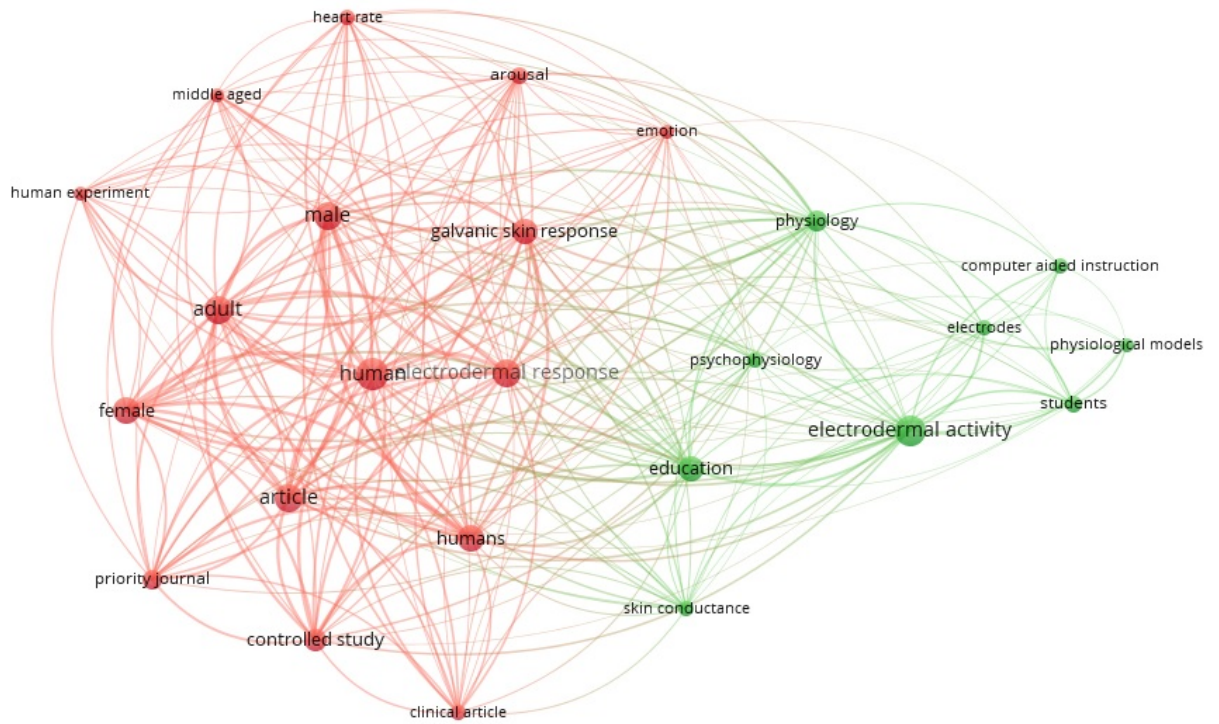 heart rate
arousal
middle aged
emotion
human experiment
male
galvanic skin response
physiology
computer aided instruction
adult
electrodes
physiological models
psychophysiology
human
electrodermal response
female
students
electrodermal activity
education
article
humans
priority journal
skin conductance
controlled study
clinical article